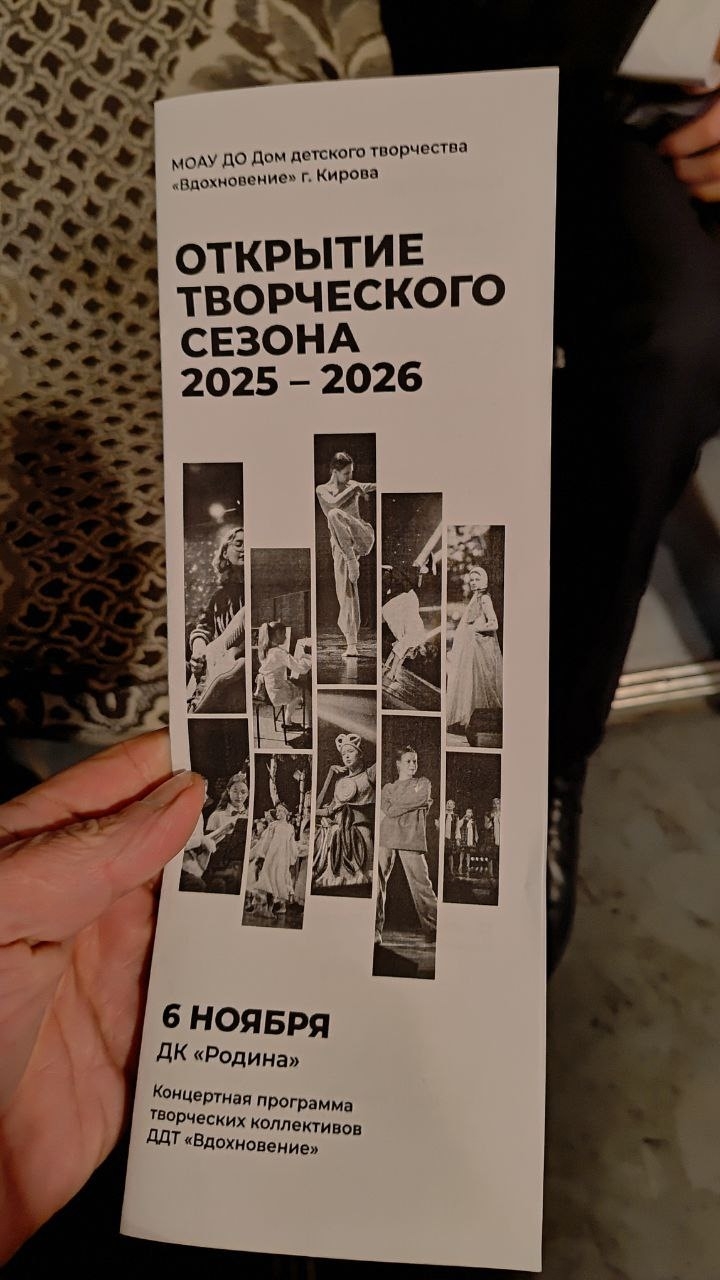 МОАУ ДО Дом детского творчества
«Вдохновение» г. Кирова
ОТКРЫТИЕ
ТВОРЧЕСКОГО
СЕЗОНА
2025 – 2026
6 НОЯБРЯ
ДК «Родина»
Концертная программа
творческих коллективов
ДДТ «Вдохновение»